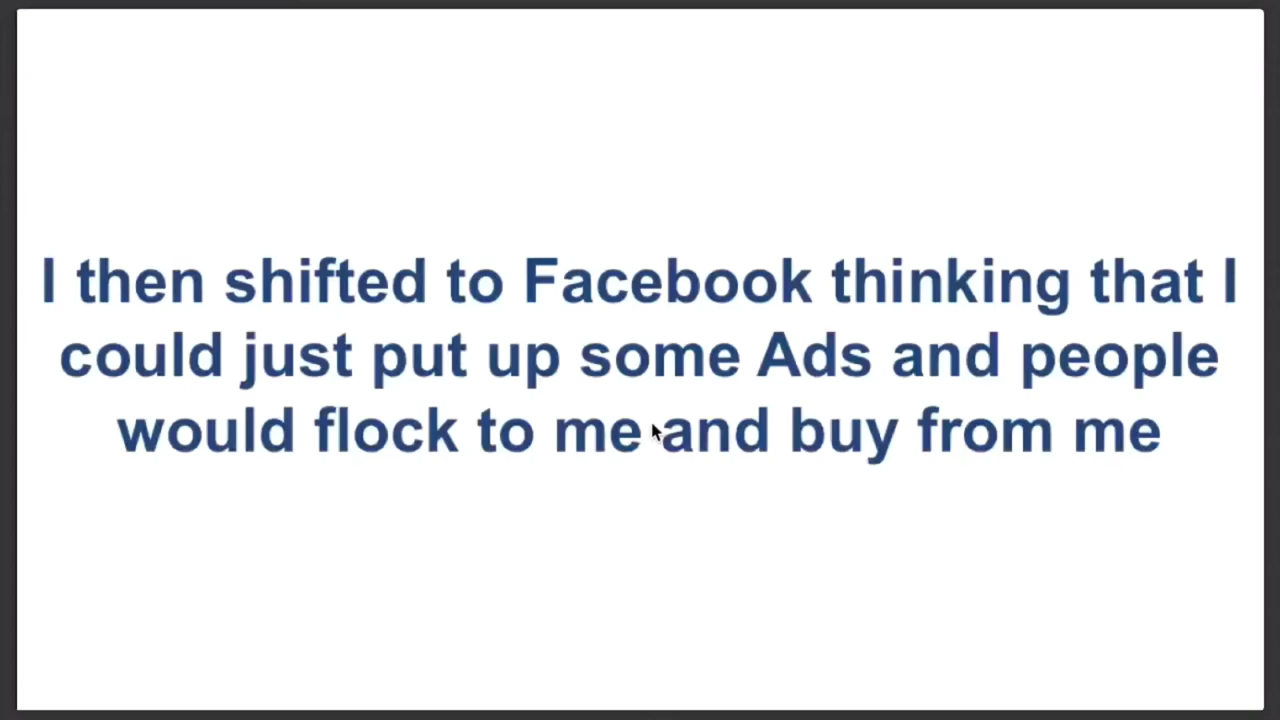 I then shifted to Facebook thinking that I
could just put up some Ads and people
would flock to me and buy from me